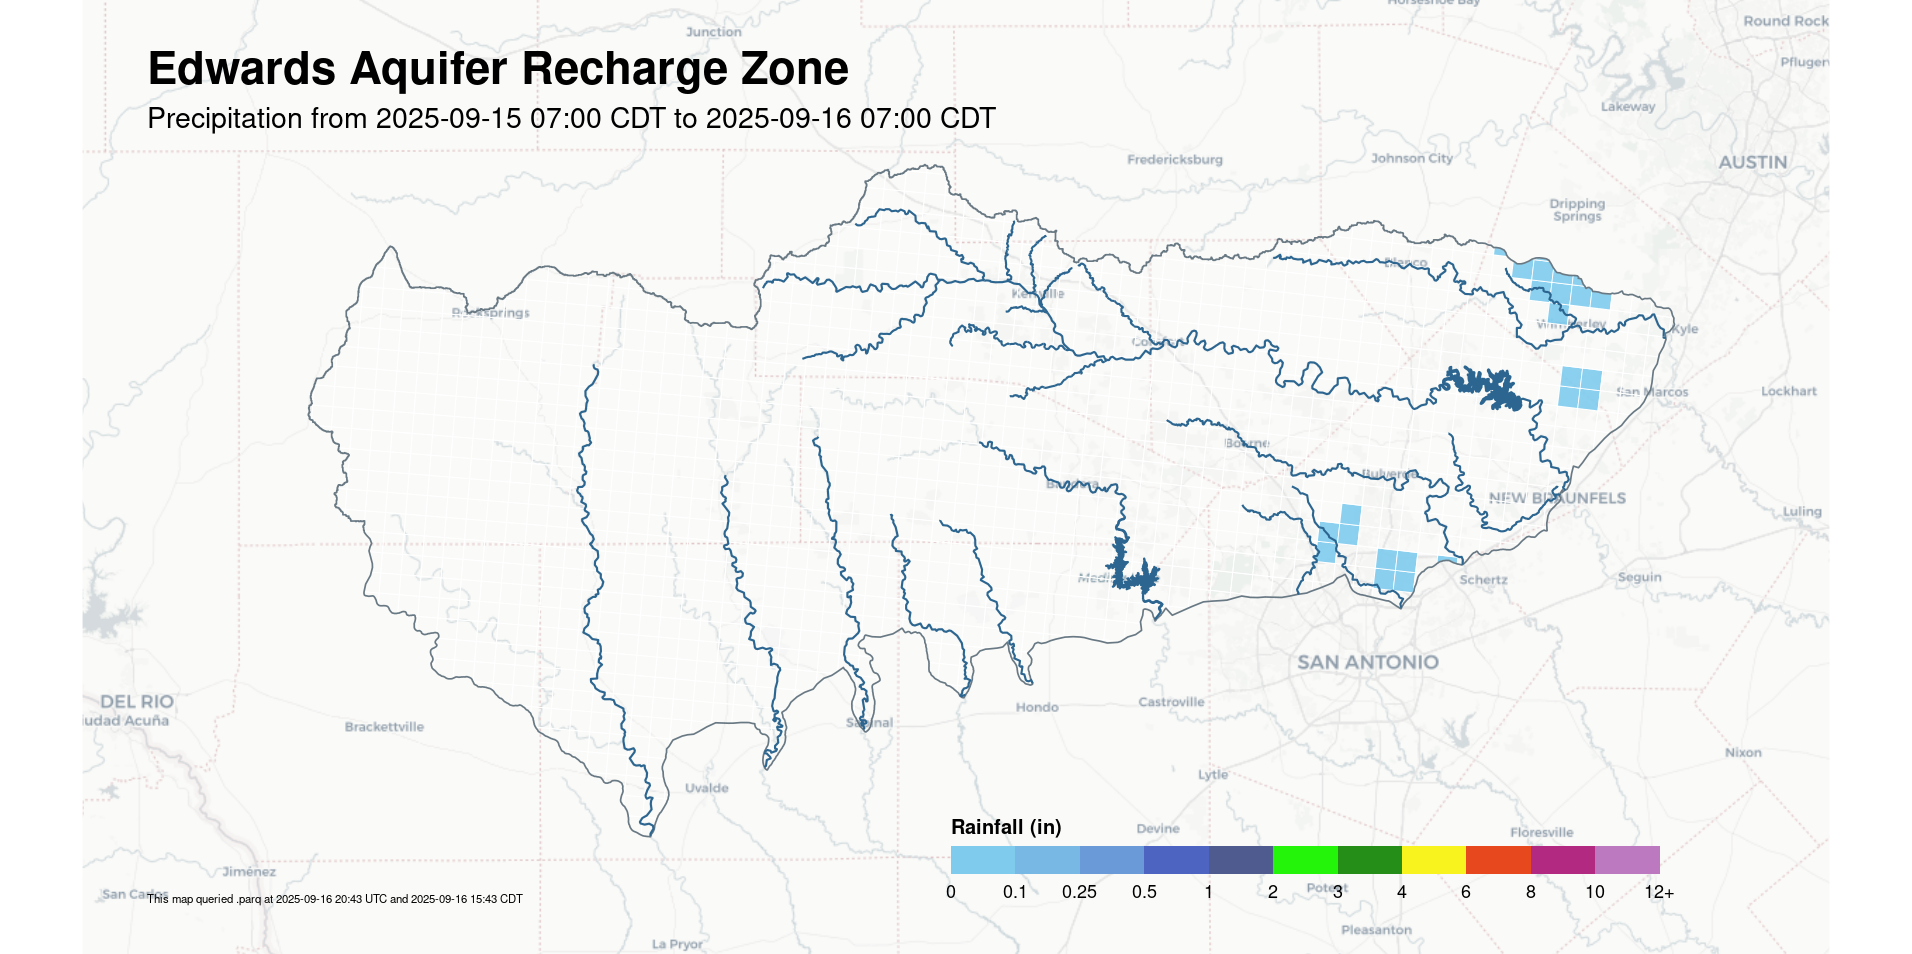 Horseshoe Bay
Round Rock
Junction
Edwards Aquifer Recharge Zone
Precipitation from 2025-09-15 07:00 CDT to 2025-09-16 07:00 CDT
Lakeway
Fredericksburg
Johnson City
AUSTIN
Dripping
Springs
Blanco
Kerrville
Rocksprings
Wimberley
Kyle
Comfort
San Marcos
Lockhart
Boerne
Bulverde
Bandera
NEW BRAUNFELS
Luling
Schertz
Seguin
SAN ANTONIO
DEL RIO
iudad Acuña
Brackettville
Sabinal
Hondo
Castroville
Nixon
Lytle
Uvalde
Rainfall (in)
Devine
Floresville
Jiménez
0 0.1 0.25 0.5 1 2 3 4 6 8 10 12+
Poteet
San Carlos
This map queried .parq at 2025-09-16 20:43 UTC and 2025-09-16 15:43 CDT
Pleasanton
La Pryor